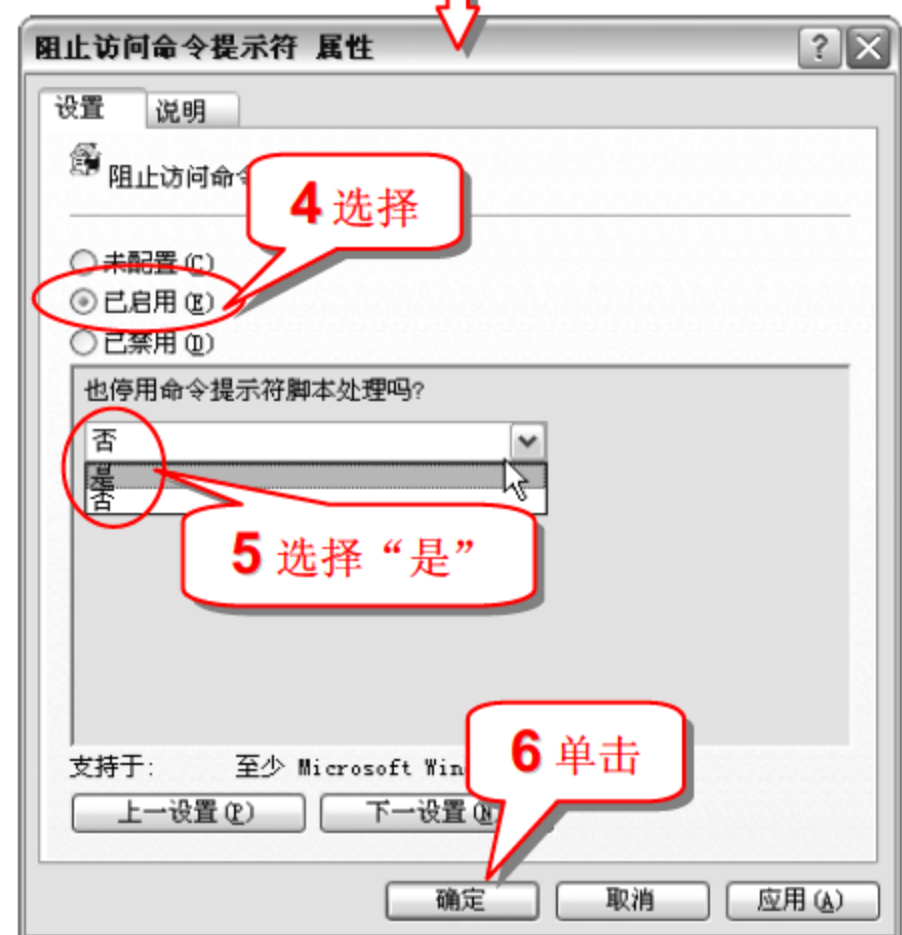 阻止访问命令提示符 属性
设置 说明
阻止访问命
4 选择
未配置(C)
已启用(E)
已禁用(D)
也停用命令提示符脚本处理吗?
否
是
否
5 选择“是”
6 单击
支持于: 至少 Microsoft Win
上一设置(P) 下一设置(N
确定 取消 应用(A)